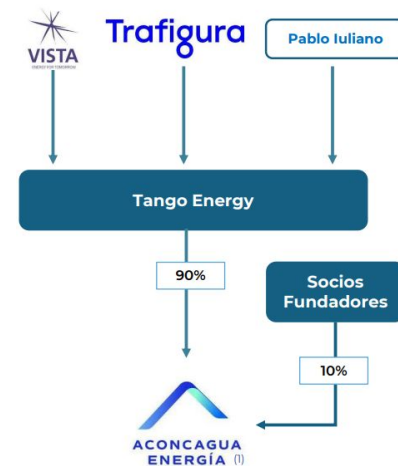 VISTA
Trafigura
Pablo Iuliano
Tango Energy
90%
Socios
Fundadores
10%
ACONCAGUA
ENERGÍA (1)